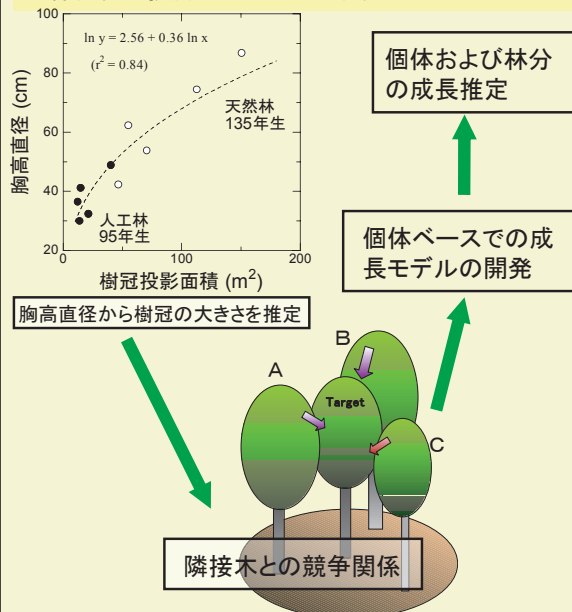 ln y = 2.56 + 0.36 ln x
(r² = 0.84)
胸高直径 (cm)
100
80
60
40
20
天然林
135年生
人工林
95年生
0
100
200
樹冠投影面積 (m²)
胸高直径から樹冠の大きさを推定
個体および林分
の成長推定
個体ベースでの成
長モデルの開発
B
A
Target
C
隣接木との競争関係